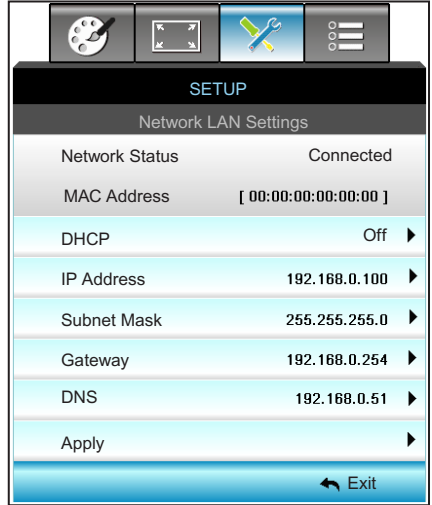 SETUP
Network LAN Settings
Network Status Connected
MAC Address [ 00:00:00:00:00:00 ]
DHCP Off
IP Address 192.168.0.100
Subnet Mask 255.255.255.0
Gateway 192.168.0.254
DNS 192.168.0.51
Apply
Exit